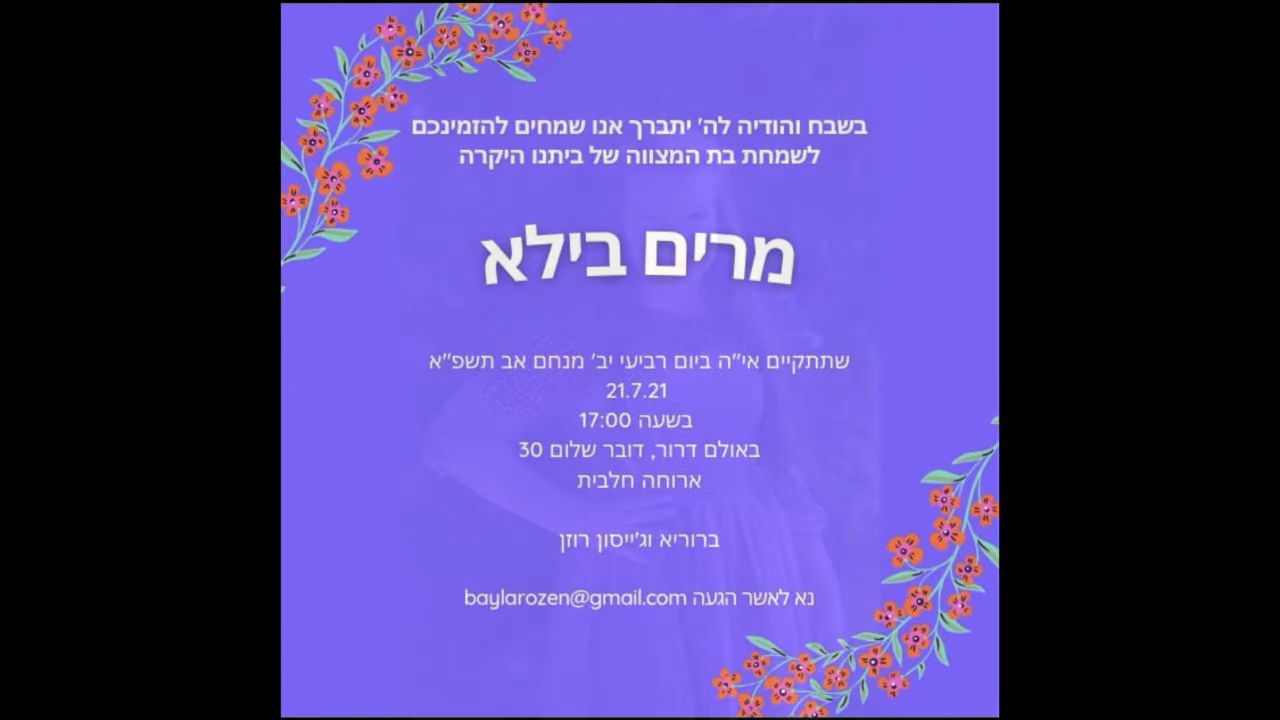 בשבח והודיה לה' יתברך אנו שמחים להזמינכם
לשמחת בת המצווה של ביתנו היקרה
מרים בילא
שתתקיים אי"ה ביום רביעי יב' מנחם אב תשפ"א
21.7.21
בשעה 17:00
באולם דרור, דובר שלום 30
ארוחה חלבית
ברוריא וג'ייסון רוזן
נא לאשר הגעה baylarozen@gmail.com